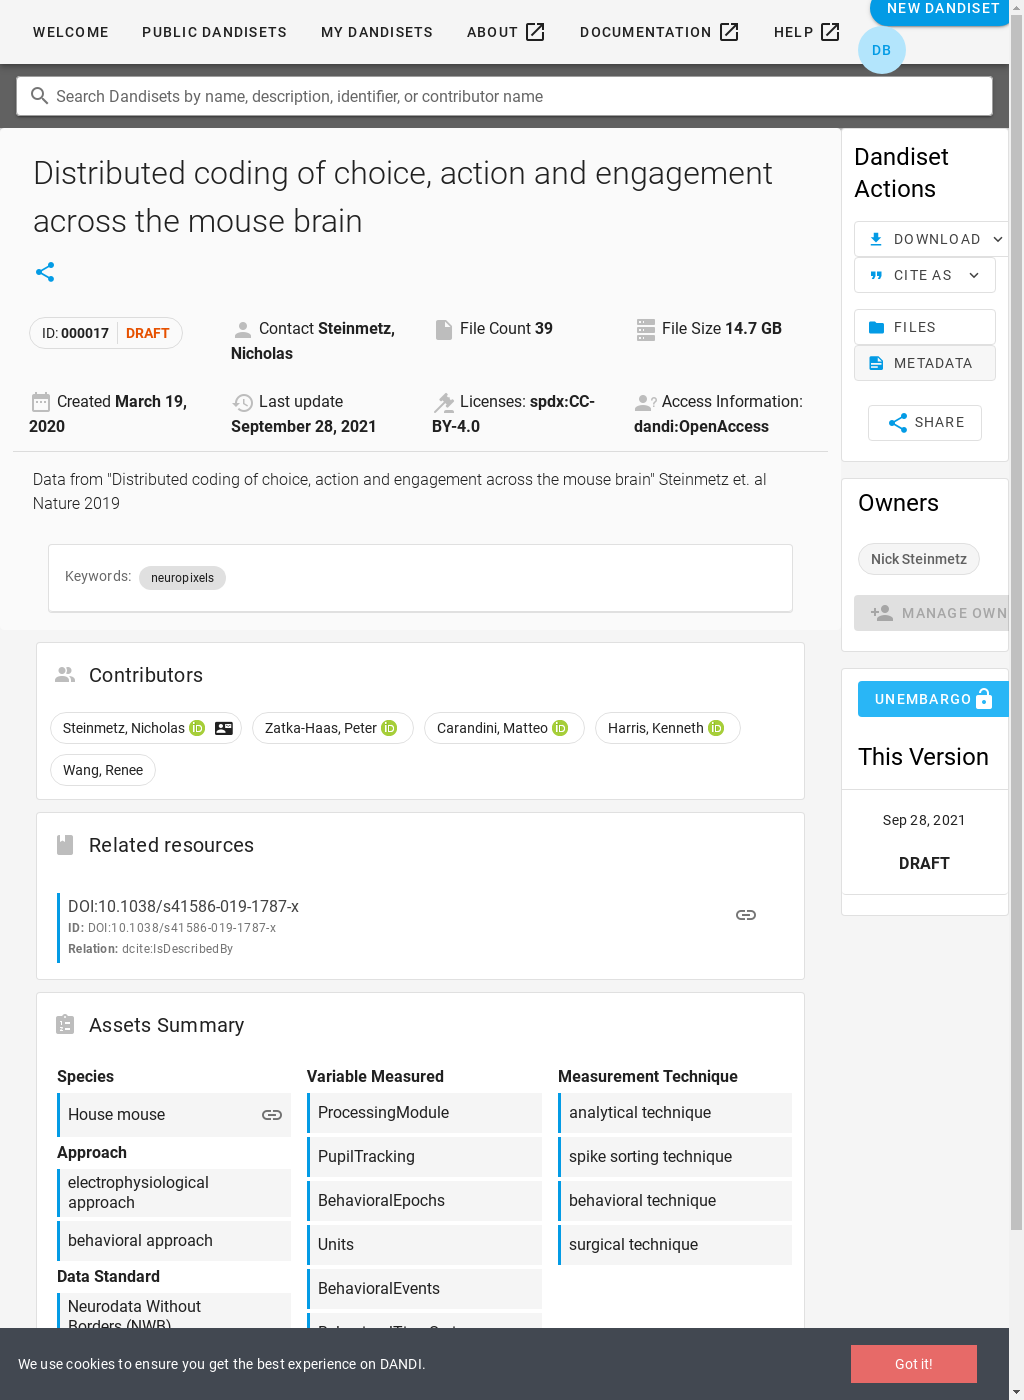 WELCOME
PUBLIC DANDISETS
MY DANDISETS
ABOUT
DOCUMENTATION
HELP
NEW DANDISET
DB
Search Dandisets by name, description, identifier, or contributor name
Distributed coding of choice, action and engagement
across the mouse brain
ID: 000017 DRAFT
Contact Steinmetz,
Nicholas
File Count 39
File Size 14.7 GB
Created March 19,
2020
Last update
September 28, 2021
Licenses: spdx:CC-
BY-4.0
Access Information:
dandi:OpenAccess
Data from "Distributed coding of choice, action and engagement across the mouse brain" Steinmetz et. al
Nature 2019
Keywords: neuropixels
Contributors
Steinmetz, Nicholas
Zatka-Haas, Peter
Carandini, Matteo
Harris, Kenneth
Wang, Renee
Related resources
DOI:10.1038/s41586-019-1787-x
ID: DOI:10.1038/s41586-019-1787-x
Relation: dcite:IsDescribedBy
Assets Summary
Species
House mouse
Approach
electrophysiological
approach
behavioral approach
Data Standard
Neurodata Without
Borders (NWB)
Variable Measured
ProcessingModule
PupilTracking
BehavioralEpochs
Units
BehavioralEvents
Measurement Technique
analytical technique
spike sorting technique
behavioral technique
surgical technique
Dandiset
Actions
DOWNLOAD
CITE AS
FILES
METADATA
SHARE
Owners
Nick Steinmetz
MANAGE OWN
UNEMBARGO
This Version
Sep 28, 2021
DRAFT
We use cookies to ensure you get the best experience on DANDI.
Got it!